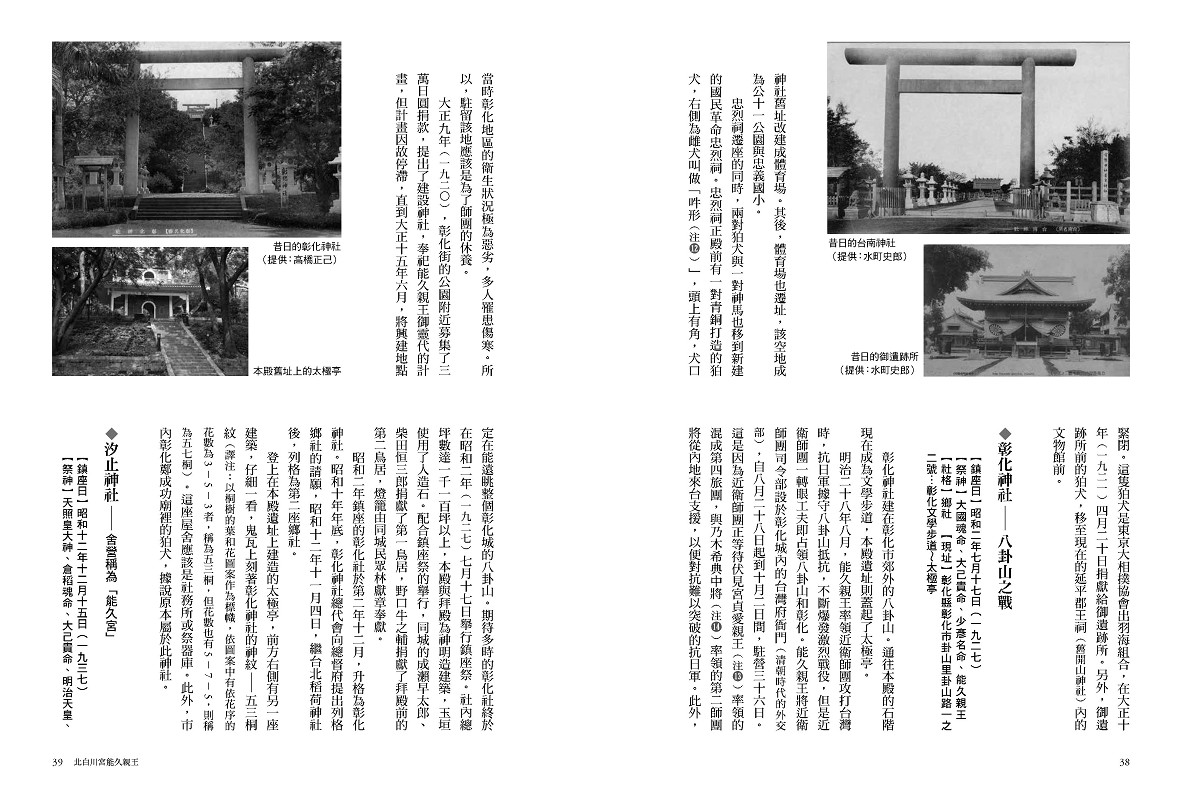 神社舊址改建成體育場。其後，體育場也遷址，該空地成
為公十一公園與忠義國小。
忠烈祠遷座的同時，兩對狛犬與一對神馬也移到新建
的國民革命忠烈祠。忠烈祠正殿前有一對青銅打造的狛
犬，右側為雌犬叫做「吽形（注⓬）」，頭上有角，犬口
昔日的台南神社
（提供：水町史郎）
昔日的御遺跡所
（提供：水町史郎）
緊閉。這隻狛犬是東京大相撲協會出羽海組合，在大正十
年（一九二一）四月二十日捐獻給御遺跡所。另外，御遺
跡所前的狛犬，移至現在的延平郡王祠（舊開山神社）內的
文物館前。
◆彰化神社——八卦山之戰
【鎮座日】昭和二年七月十七日（一九二七）
【祭神】大國魂命、大己貴命、少彥名命、能久親王
【社格】鄉社　【現址】彰化縣彰化市卦山里卦山路一之
二號：彰化文學步道～太極亭
彰化神社建在彰化市郊外的八卦山。通往本殿的石階
現在成為文學步道，本殿遺址則蓋起了太極亭。
明治二十八年八月，能久親王率領近衛師團攻打台灣
時，抗日軍據守八卦山抵抗，不斷爆發激烈戰役，但是近
衛師團一轉眼工夫即占領八卦山和彰化。能久親王將近衛
師團司令部設於彰化城內的台灣府衙門（清朝時代的外交
部），自八月二十八日起到十月二日間，駐營三十六日。
這是因為近衛師團正等待伏見宮貞愛親王（注⓭）率領的
混成第四旅團，與乃木希典中將（注⓮）率領的第二師團
將從內地來台支援，以便對抗難以突破的抗日軍。此外，
38
當時彰化地區的衛生狀況極為惡劣，多人罹患傷寒。所
以，駐留該地應該是為了師團的休養。
大正九年（一九二〇），彰化街的公園附近募集了三
萬日圓捐款，提出了建設神社，奉祀能久親王御靈代的計
畫，但計畫因故停滯，直到大正十五年六月，將興建地點
昔日的彰化神社
（提供：高橋正己）
本殿舊址上的太極亭
定在能遠眺整個彰化城的八卦山。期待多時的彰化社終於
在昭和二年（一九二七）七月十七日舉行鎮座祭。社內總
坪數達一千一百坪以上，本殿與拜殿為神明造建築，玉垣
使用了人造石。配合鎮座祭的舉行，同城的成瀨早太郎、
柴田恒三郎捐獻了第一鳥居，野口牛之輔捐獻了拜殿前的
第二鳥居，燈籠由同城民眾林獻章奉獻。
昭和二年鎮座的彰化社於第二年十二月，升格為彰化
神社。昭和十年年底，彰化神社總代會向總督府提出列格
鄉社的請願，昭和十二年十一月四日，繼台北稻荷神社
後，列格為第二座鄉社。
登上在本殿遺址上建造的太極亭，前方右側有另一座
建築，仔細一看，鬼瓦上刻著彰化神社的神紋——五三桐
紋（譯注：以桐樹的葉和花圖案作為標幟，依圖案中有依花序的
花數為3－5－3者，稱為五三桐，但花數也有5－7－5，則稱
為五七桐）。這座屋舍應該是社務所或祭器庫。此外，市
內彰化鄭成功廟裡的狛犬，據說原本屬於此神社。
◆汐止神社——舍營稱為「能久宮」
【鎮座日】昭和十二年十二月十五日（一九三七）
【祭神】天照皇大神、倉稻魂命、大己貴命、明治天皇、
39 北白川宮能久親王